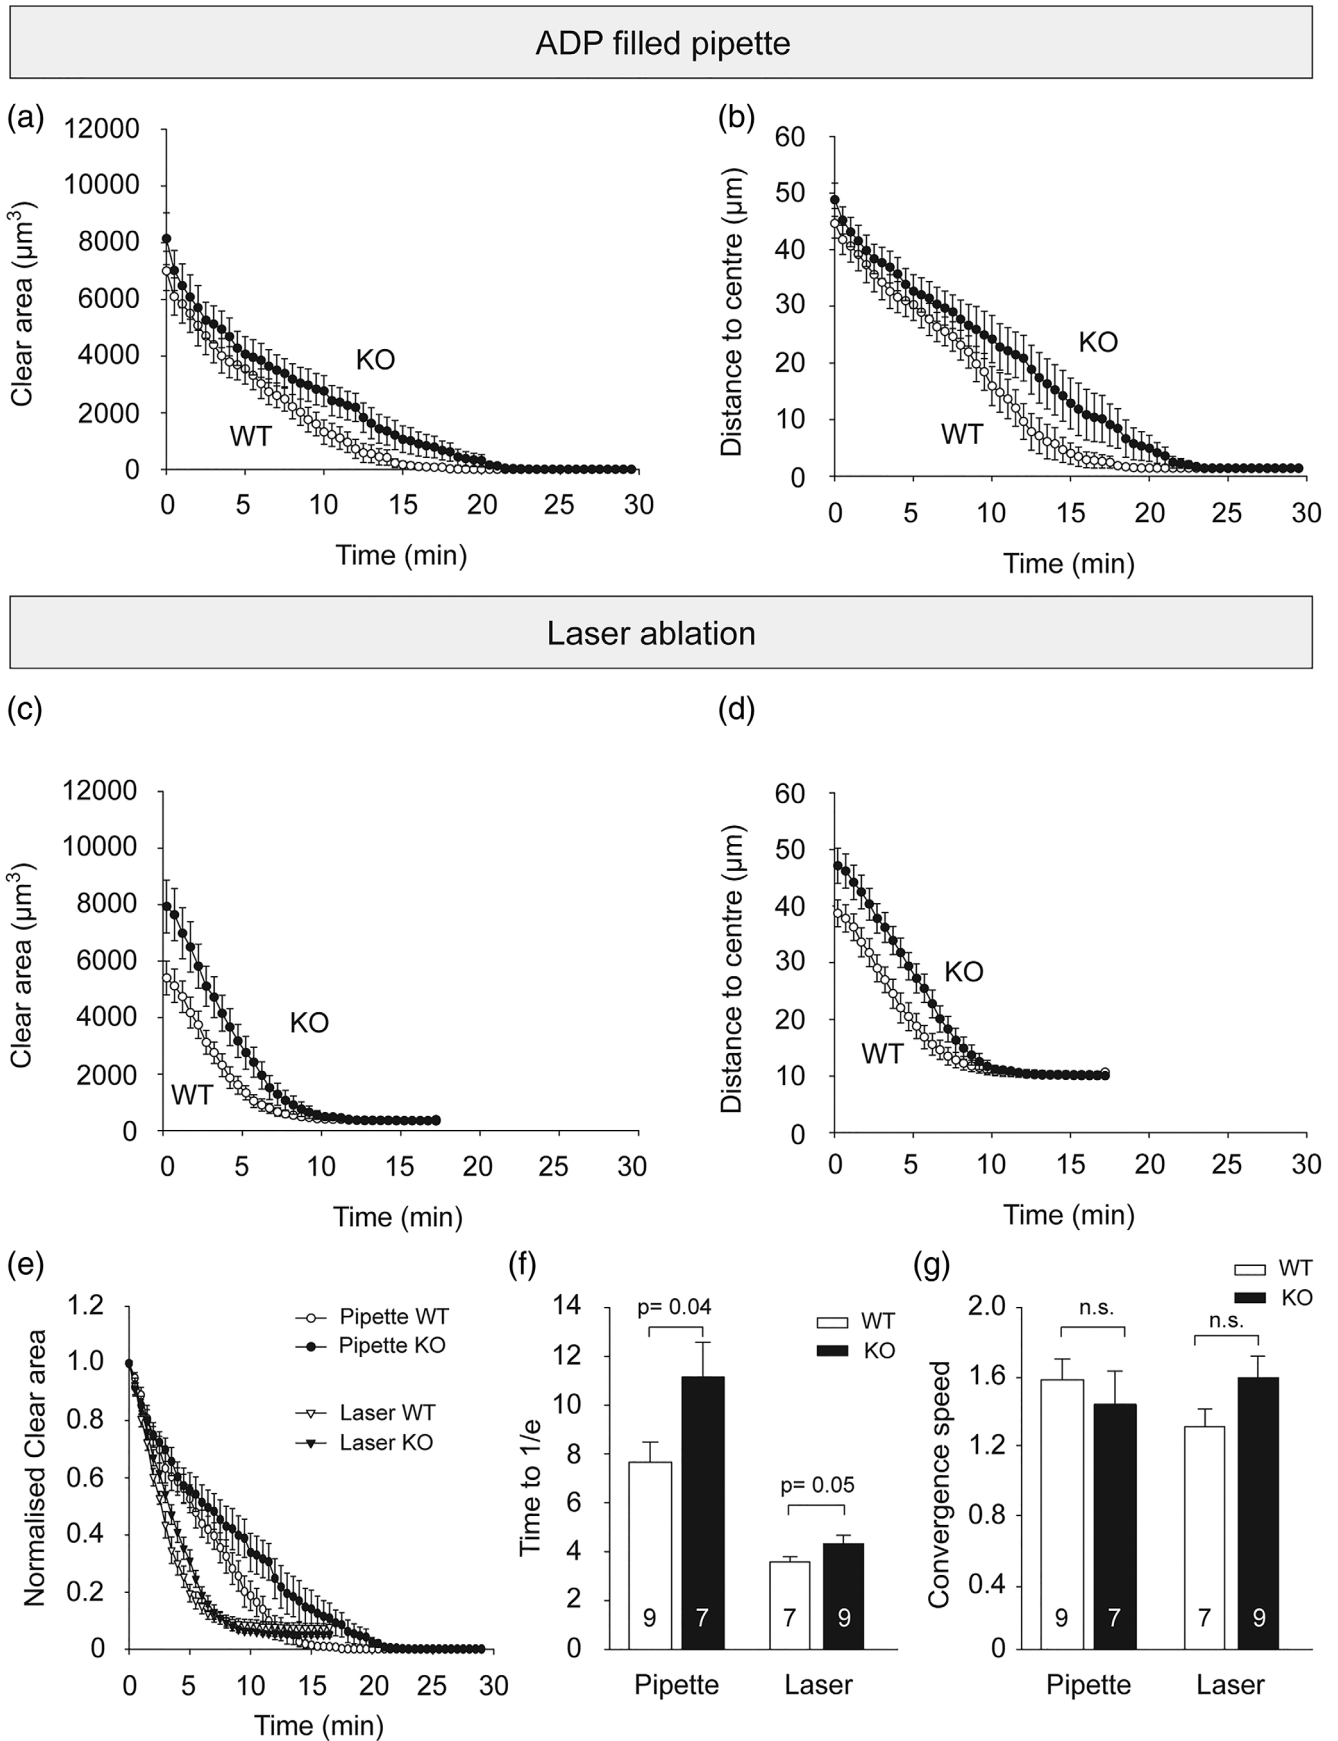 ADP filled pipette
(a)
Clear area (µm³)
12000
10000
8000
6000
4000
2000
0
KO
WT
0 5 10 15 20 25 30
Time (min)
(b)
Distance to centre (µm)
60
50
40
30
20
10
0
KO
WT
0 5 10 15 20 25 30
Time (min)
Laser ablation
(c)
Clear area (µm³)
12000
10000
8000
6000
4000
2000
0
KO
WT
0 5 10 15 20 25 30
Time (min)
(d)
Distance to centre (µm)
60
50
40
30
20
10
0
KO
WT
0 5 10 15 20 25 30
Time (min)
(e)
Normalised Clear area
1.2
1.0
0.8
0.6
0.4
0.2
0
Pipette WT
Pipette KO
Laser WT
Laser KO
0 5 10 15 20 25 30
Time (min)
(f)
Time to 1/e
14
12
10
8
6
4
2
0
p= 0.04
WT
KO
p= 0.05
9 7 7 9
Pipette Laser
(g)
Convergence speed
WT
KO
2.0
1.6
1.2
0.8
0.4
0
n.s.
n.s.
9 7 7 9
Pipette Laser